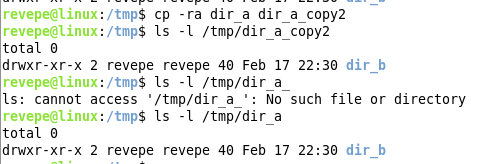 revepe@linux:/tmp$ cp -ra dir_a dir_a_copy2
revepe@linux:/tmp$ ls -l /tmp/dir_a_copy2
total 0
drwxr-xr-x 2 revepe revepe 40 Feb 17 22:30 dir_b
revepe@linux:/tmp$ ls -l /tmp/dir_a_
ls: cannot access '/tmp/dir_a_': No such file or directory
revepe@linux:/tmp$ ls -l /tmp/dir_a
total 0
drwxr-xr-x 2 revepe revepe 40 Feb 17 22:30 dir_b